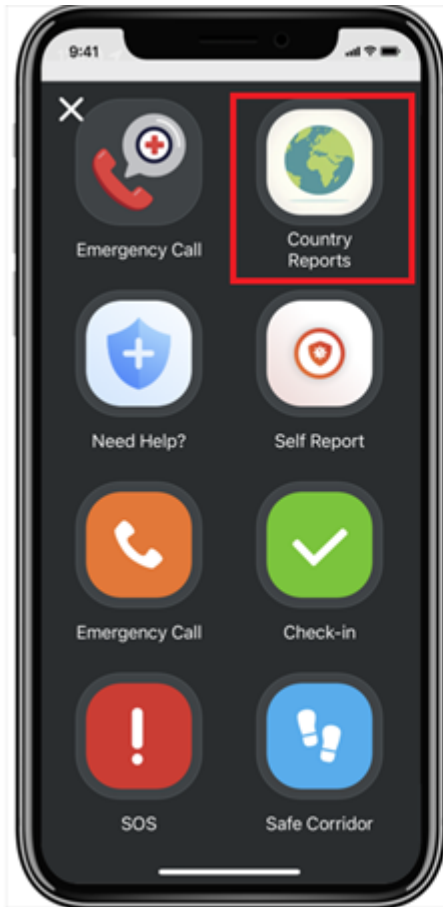 9:41
Emergency Call
Country
Reports
Need Help?
Self Report
Emergency Call
Check-in
SOS
Safe Corridor